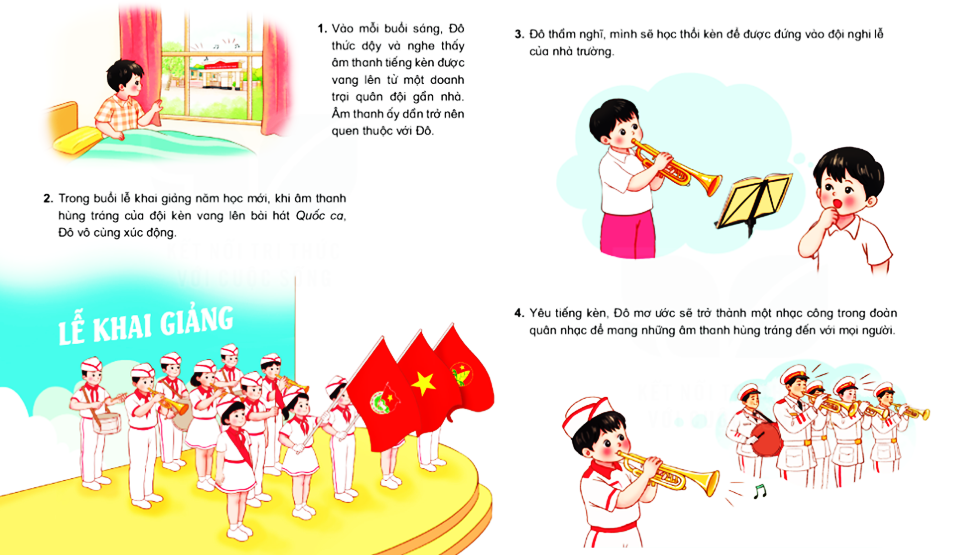 1. Vào mỗi buổi sáng, Đô
thức dậy và nghe thấy
âm thanh tiếng kèn được
vang lên từ một doanh
trại quân đội gần nhà.
Âm thanh ấy dần trở nên
quen thuộc với Đô.
2. Trong buổi lễ khai giảng năm học mới, khi âm thanh
hùng tráng của đội kèn vang lên bài hát Quốc ca,
Đô vô cùng xúc động.
LỄ KHAI GIẢNG
3. Đô thầm nghĩ, mình sẽ học thổi kèn để được đứng vào đội nghi lễ
của nhà trường.
4. Yêu tiếng kèn, Đô mơ ước sẽ trở thành một nhạc công trong đoàn
quân nhạc để mang những âm thanh hùng tráng đến với mọi người.